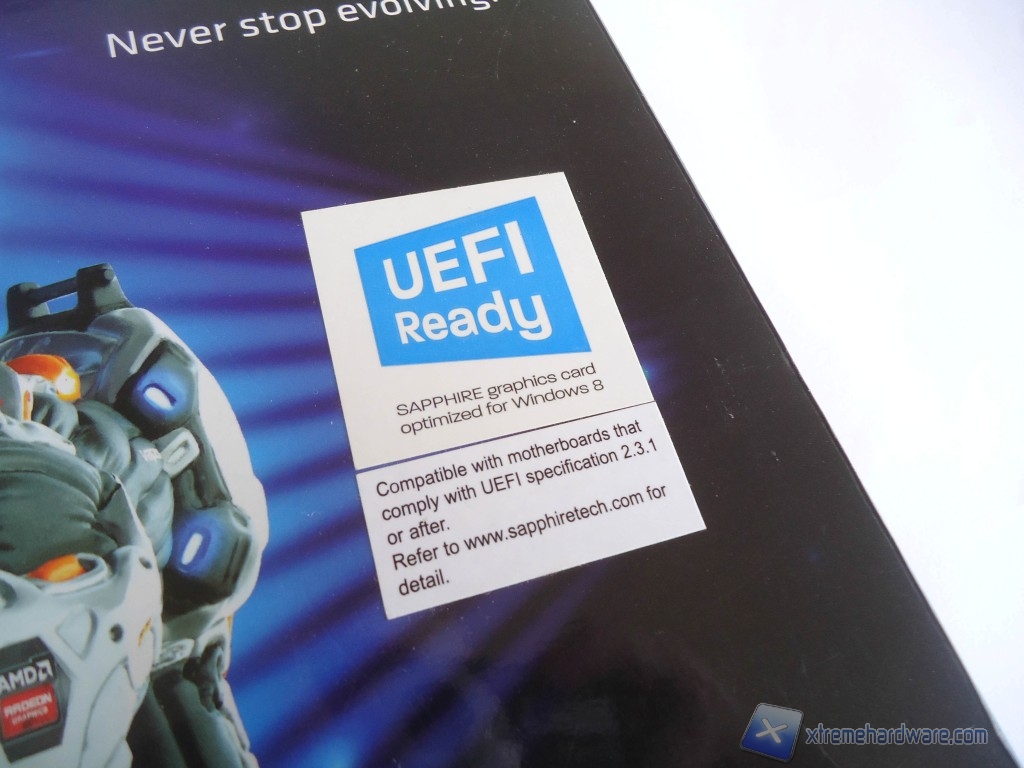 Never stop evolving.
UEFI
Ready
SAPPHIRE graphics card
optimized for Windows 8
Compatible with motherboards that
comply with UEFI specification 2.3.1
or after.
Refer to www.sapphiretech.com for
detail.
AMD
RADEON
GRAPHICS
xtremehardware.com